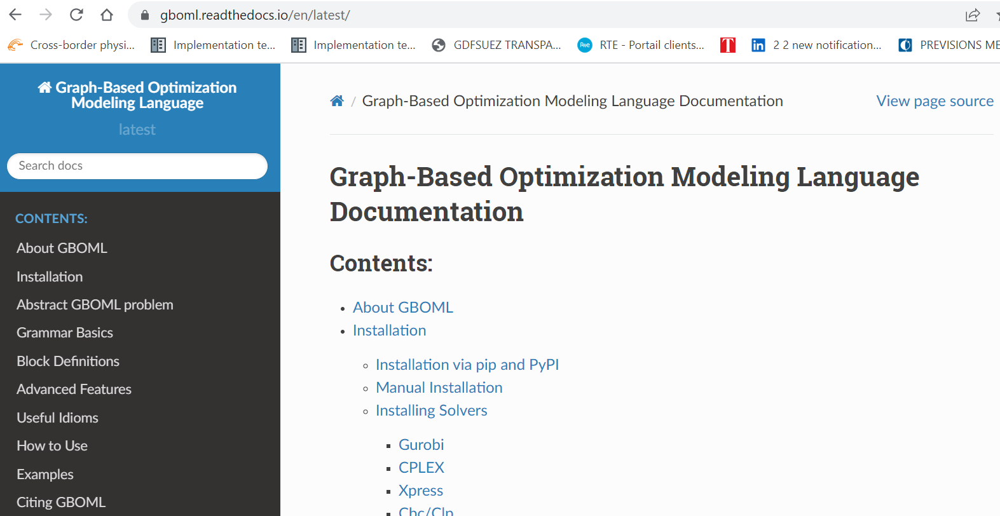 gboml.readthedocs.io/en/latest/
Cross-border physi... Implementation te... Implementation te... GDFSUEZ TRANSPA... Rte RTE - Portail clients... T in 2 2 new notification... PREVISIONS ME
Graph-Based Optimization
Modeling Language
latest
Search docs
CONTENTS:
About GBOML
Installation
Abstract GBOML problem
Grammar Basics
Block Definitions
Advanced Features
Useful Idioms
How to Use
Examples
Citing GBOML
/ Graph-Based Optimization Modeling Language Documentation
View page source
Graph-Based Optimization Modeling Language
Documentation
Contents:
• About GBOML
• Installation
◦ Installation via pip and PyPI
◦ Manual Installation
◦ Installing Solvers
▪ Gurobi
▪ CPLEX
▪ Xpress
▪ Cbc/Clp